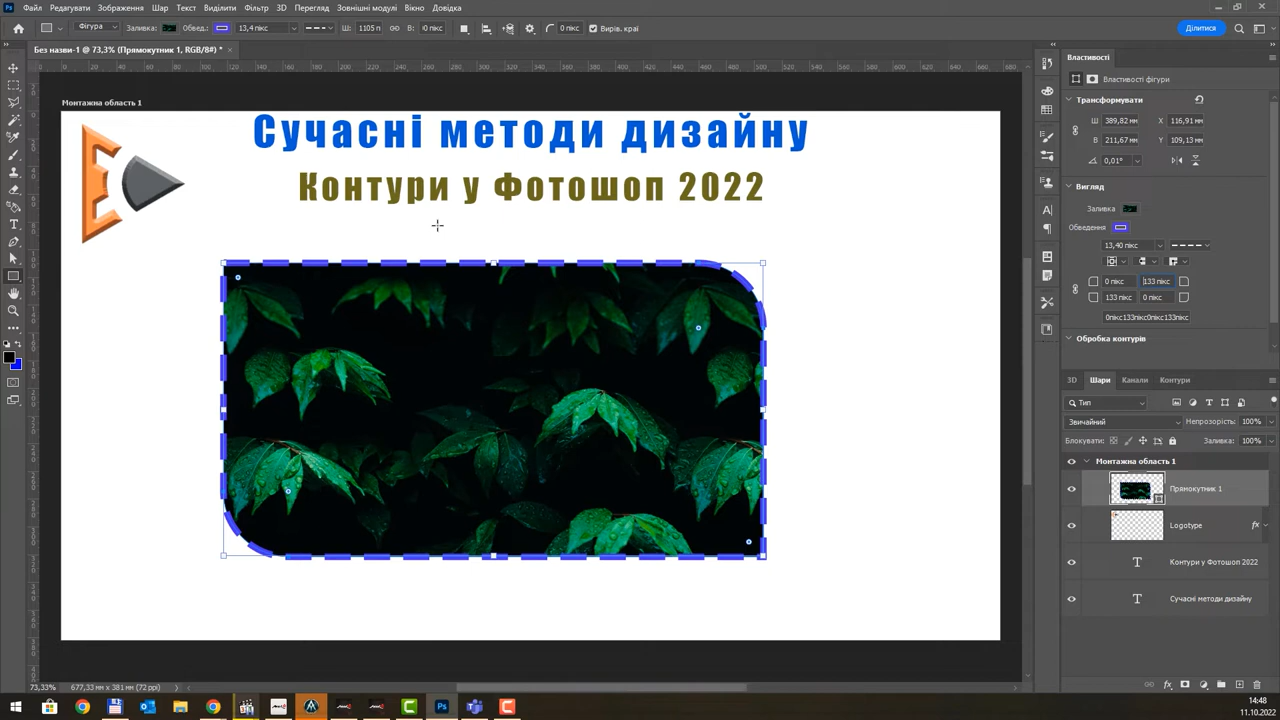 Файл Редагувати Зображення Шар Текст Виділити Фільтр 3D Перегляд Зовнішні модулі Вікно Довідка
Фігура Заливка: Обвед.: 13,4 пікс Ш: 1105 п В: 0 пікс 0 пікс Вирів. краї Ділитися
Без назви-1 @ 73,3% (Прямокутник 1, RGB/8#) *
Монтажна область 1
Сучасні методи дизайну
Контури у Фотошоп 2022
Властивості
Властивості фігури
Трансформувати
Ш 389,82 мм X 116,91 мм
В 211,67 мм Y 109,13 мм
0,01°
Вигляд
Заливка
Обведення
13,40 пікс
0 пікс 133 пікс
133 пікс 0 пікс
0пікс133пікс0пікс133пікс
Обробка контурів
3D Шари Канали Контури
Тип
Звичайний Непрозорість: 100%
Блокувати: Заливка: 100%
Монтажна область 1
Прямокутник 1
Logotype fx
Контури у Фотошоп 2022
Сучасні методи дизайну
73,33% 677,33 мм x 381 мм (72 ppi)
14:48
11.10.2022